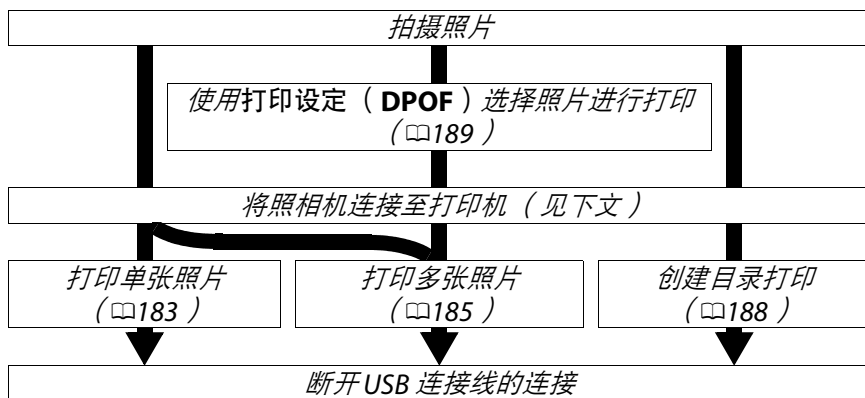 拍摄照片
使用打印设定（DPOF）选择照片进行打印
（📖189）
将照相机连接至打印机（见下文）
打印单张照片
（📖183）
打印多张照片
（📖185）
创建目录打印
（📖188）
断开 USB 连接线的连接